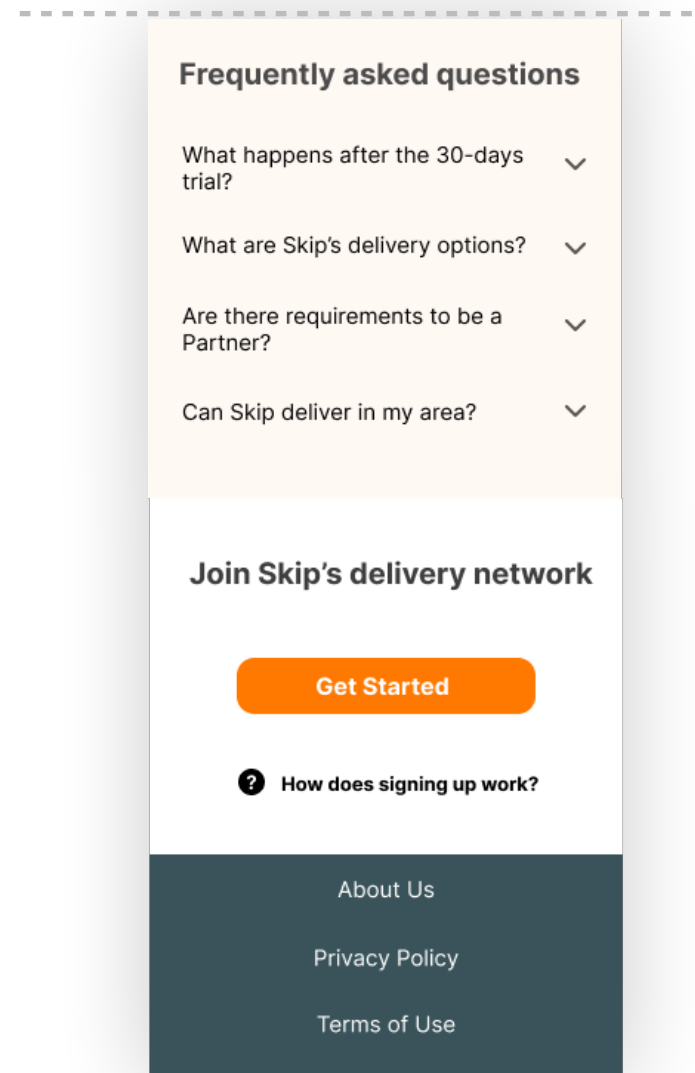 Frequently asked questions
What happens after the 30-days
trial?
What are Skip’s delivery options?
Are there requirements to be a
Partner?
Can Skip deliver in my area?
Join Skip’s delivery network
Get Started
? How does signing up work?
About Us
Privacy Policy
Terms of Use